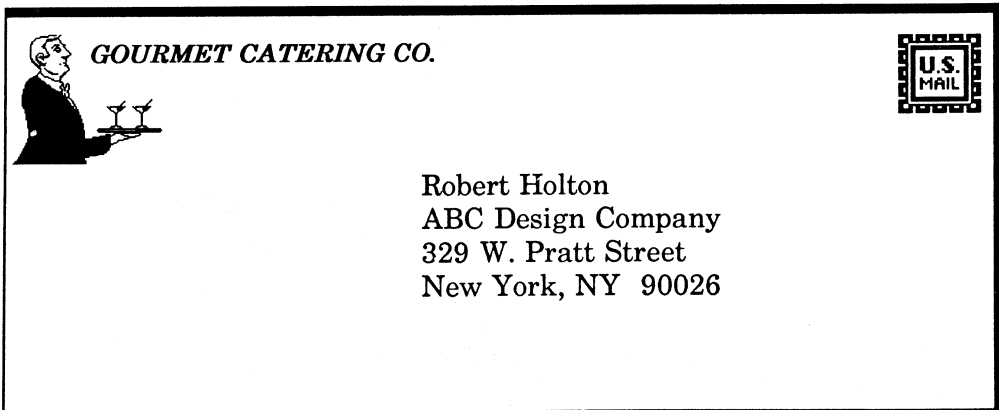 GOURMET CATERING CO.
U.S.
MAIL
Robert Holton
ABC Design Company
329 W. Pratt Street
New York, NY 90026